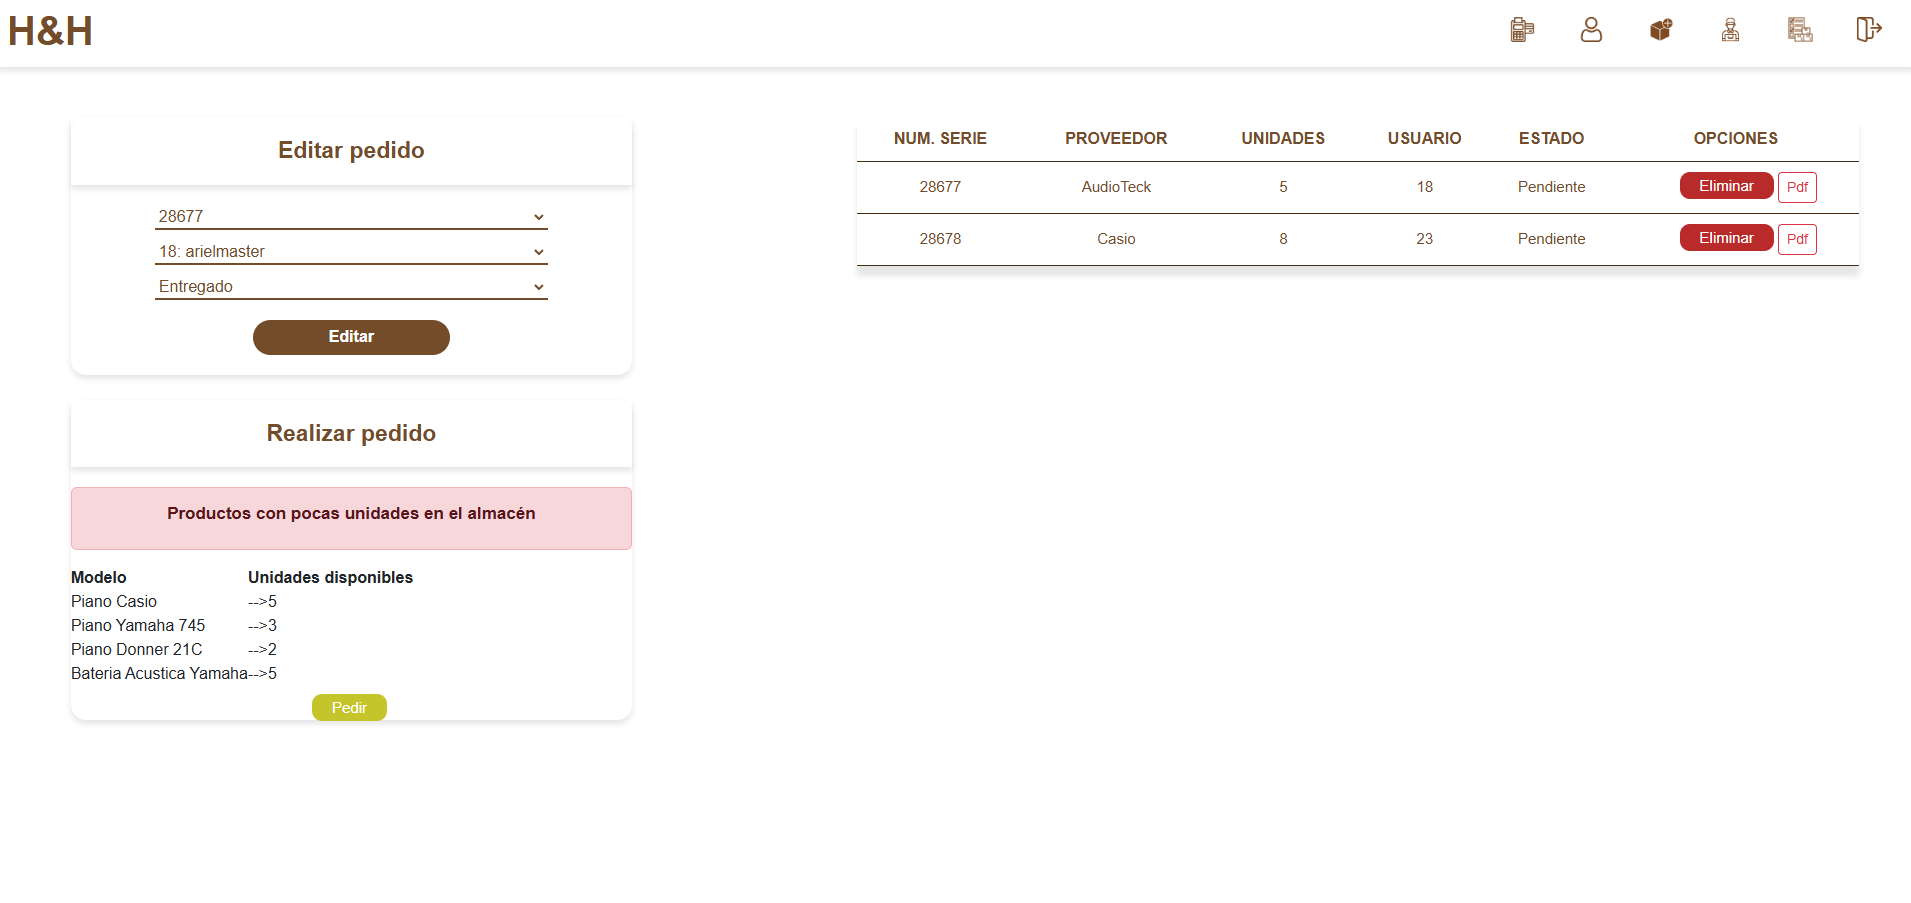 H&H
Editar pedido
28677
18: arielmaster
Entregado
Editar
Realizar pedido
Productos con pocas unidades en el almacén
Modelo Unidades disponibles
Piano Casio -->5
Piano Yamaha 745 -->3
Piano Donner 21C -->2
Bateria Acustica Yamaha-->5
Pedir
NUM. SERIE PROVEEDOR UNIDADES USUARIO ESTADO OPCIONES
28677 AudioTeck 5 18 Pendiente Eliminar Pdf
28678 Casio 8 23 Pendiente Eliminar Pdf